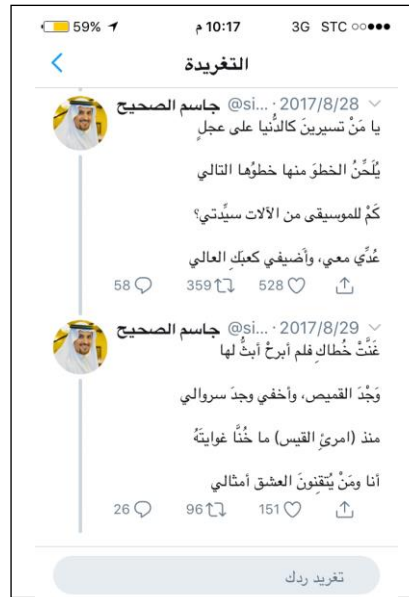 59% 10:17 م 3G STC
التغريدة
جاسم الصحيح @si... · 2017/8/28
يا مَنْ تسيرينَ كالدُّنيا على عجلٍ
يُلَحِّنُ الخطوَ منها خطوُها التالي
كَمْ للموسيقى من الآلات سيِّدتي؟
عُدِّي معي، وأضيفي كعبَكِ العالي
58 359 528
جاسم الصحيح @si... · 2017/8/29
غَنَّتْ خُطاكِ فلم أبرحْ أبثُّ لها
وَجْدَ القميص، وأخفي وجدَ سروالي
منذ (امرئِ القيس) ما خُنَّا غوايتَهُ
أنا ومَنْ يُتقِنونَ العشق أمثالي
26 96 151
تغريد ردك